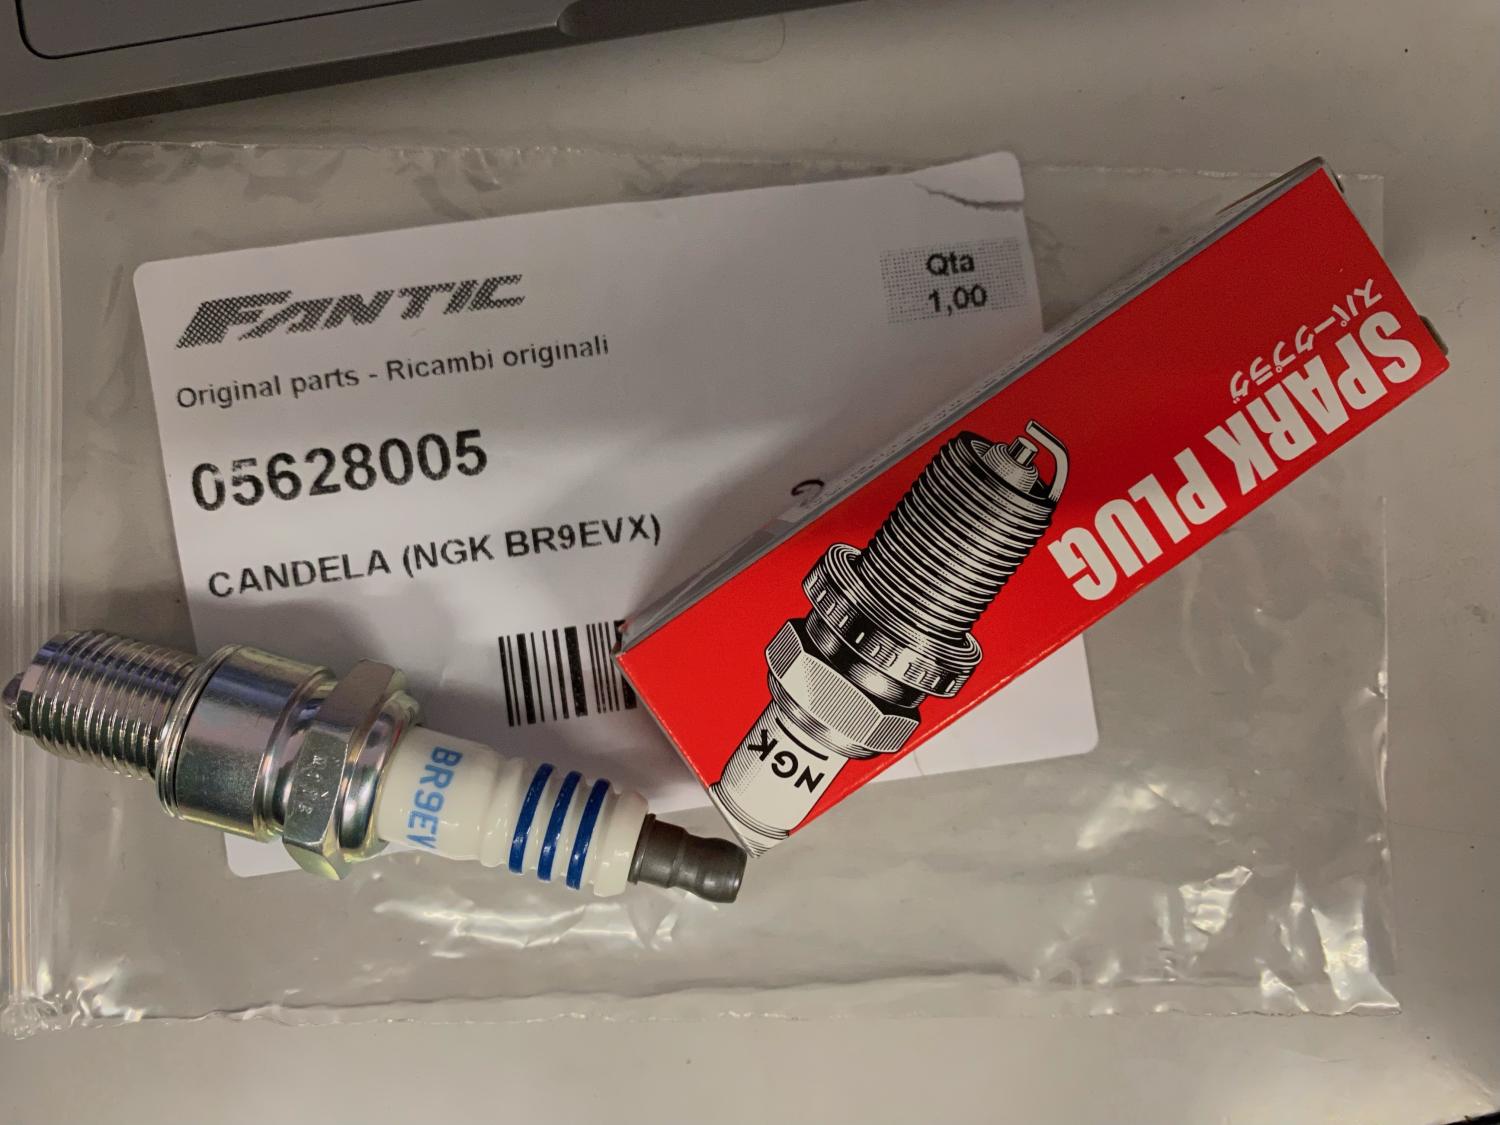 FANTIC
Qta
1,00
Original parts - Ricambi originali
05628005
CANDELA (NGK BR9EVX)
スパークプラグ
SPARK PLUG
NGK
BR9EV